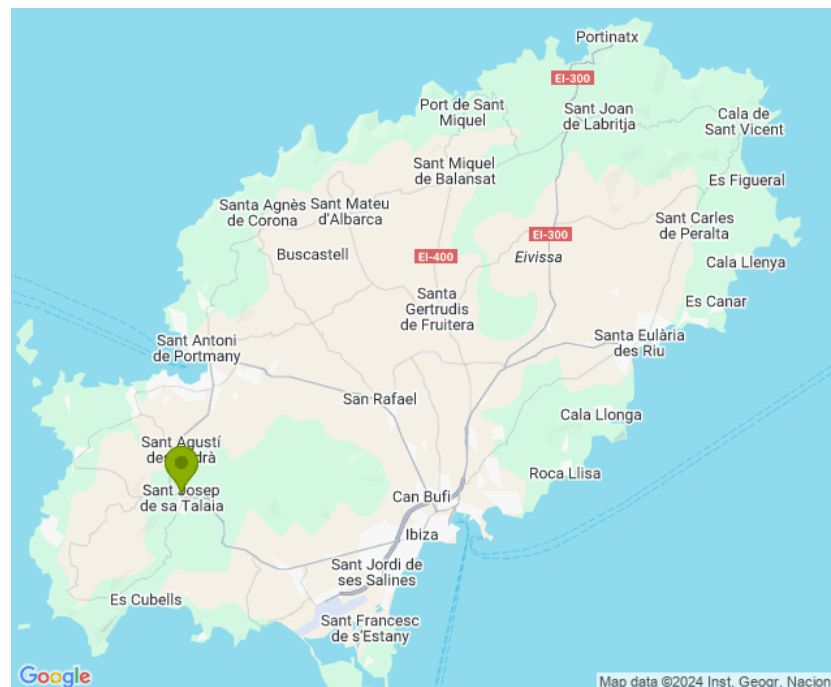 Portinatx
EI-300
Port de Sant
Miquel
Sant Joan
de Labritja
Cala de
Sant Vicent
Sant Miquel
de Balansat
Es Figueral
Santa Agnès
de Corona
Sant Mateu
d'Albarca
Sant Carles
de Peralta
EI-300
Buscastell
EI-400
Eivissa
Cala Llenya
Santa
Gertrudis
de Fruitera
Es Canar
Sant Antoni
de Portmany
Santa Eulària
des Riu
San Rafael
Cala Llonga
Sant Agustí
des drà
Roca Llisa
Sant Josep
de sa Talaia
Can Bufí
Ibiza
Sant Jordi de
ses Salines
Es Cubells
Sant Francesc
de s'Estany
Google
Map data ©2024 Inst. Geogr. Nacion